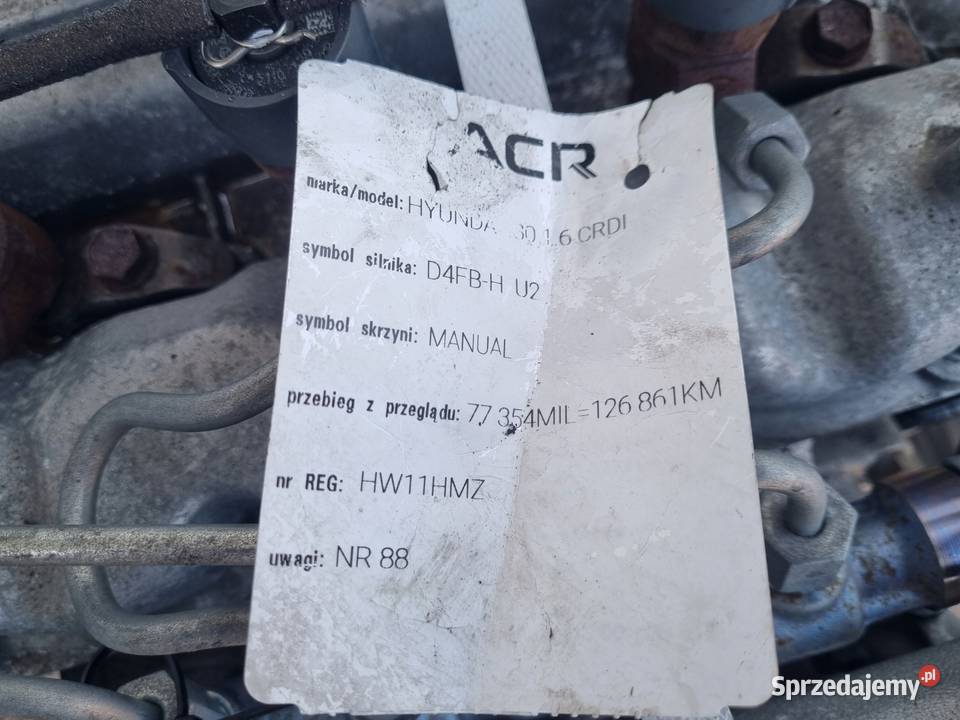 ACR
marka/model: HYUNDA 30 1.6 CRDI
symbol silnika: D4FB-H U2
symbol skrzyni: MANUAL
przebieg z przeglądu: 77 354MIL=126 861KM
nr REG: HW11HMZ
uwagi: NR 88
Sprzedajemy.pl